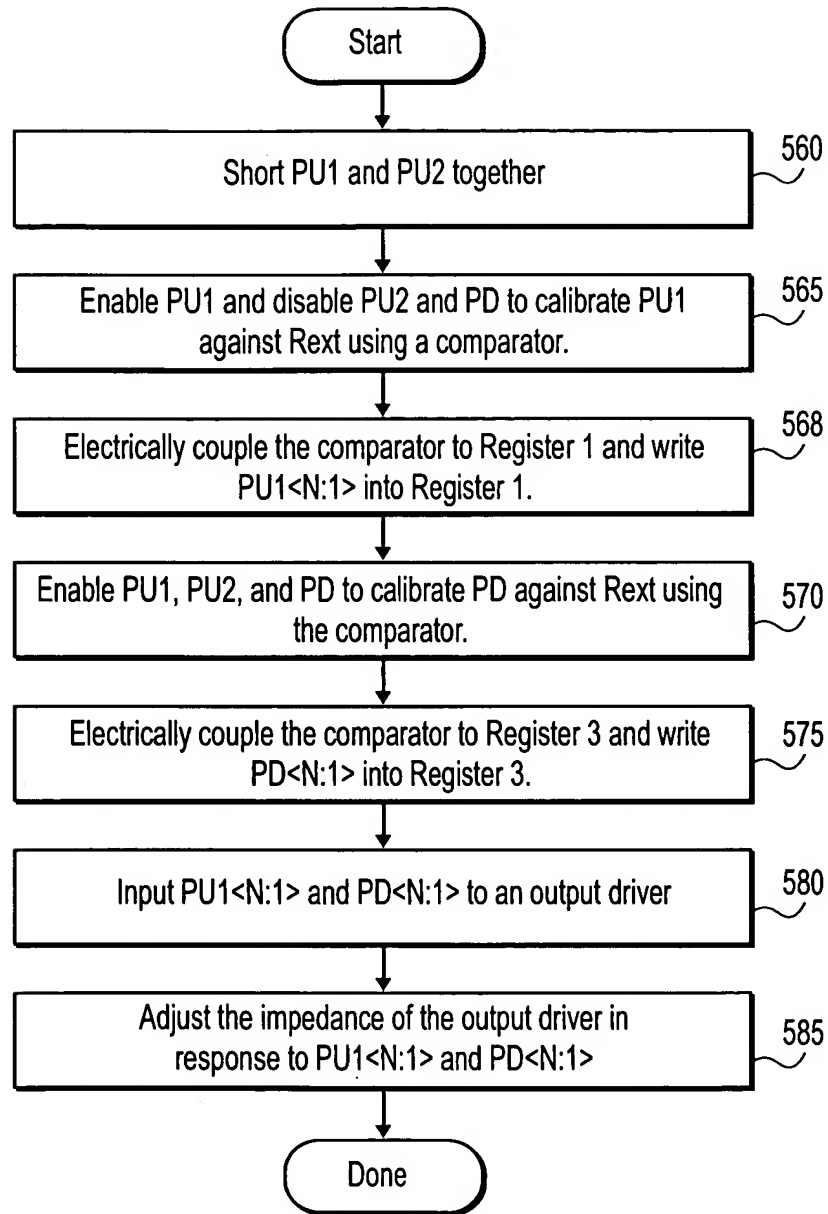 Start
Short PU1 and PU2 together
560
Enable PU1 and disable PU2 and PD to calibrate PU1
against Rext using a comparator.
565
Electrically couple the comparator to Register 1 and write
PU1<N:1> into Register 1.
568
Enable PU1, PU2, and PD to calibrate PD against Rext using
the comparator.
570
Electrically couple the comparator to Register 3 and write
PD<N:1> into Register 3.
575
Input PU1<N:1> and PD<N:1> to an output driver
580
Adjust the impedance of the output driver in
response to PU1<N:1> and PD<N:1>
585
Done